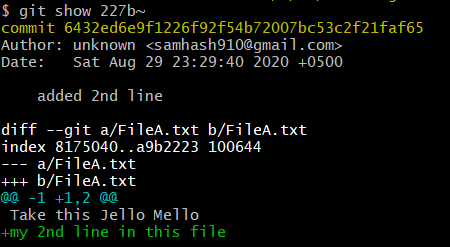 $ git show 227b~
commit 6432ed6e9f1226f92f54b72007bc53c2f21faf65
Author: unknown <samhash910@gmail.com>
Date:   Sat Aug 29 23:29:40 2020 +0500
    added 2nd line
diff --git a/FileA.txt b/FileA.txt
index 8175040..a9b2223 100644
--- a/FileA.txt
+++ b/FileA.txt
@@ -1 +1,2 @@
 Take this Jello Mello
+my 2nd line in this file